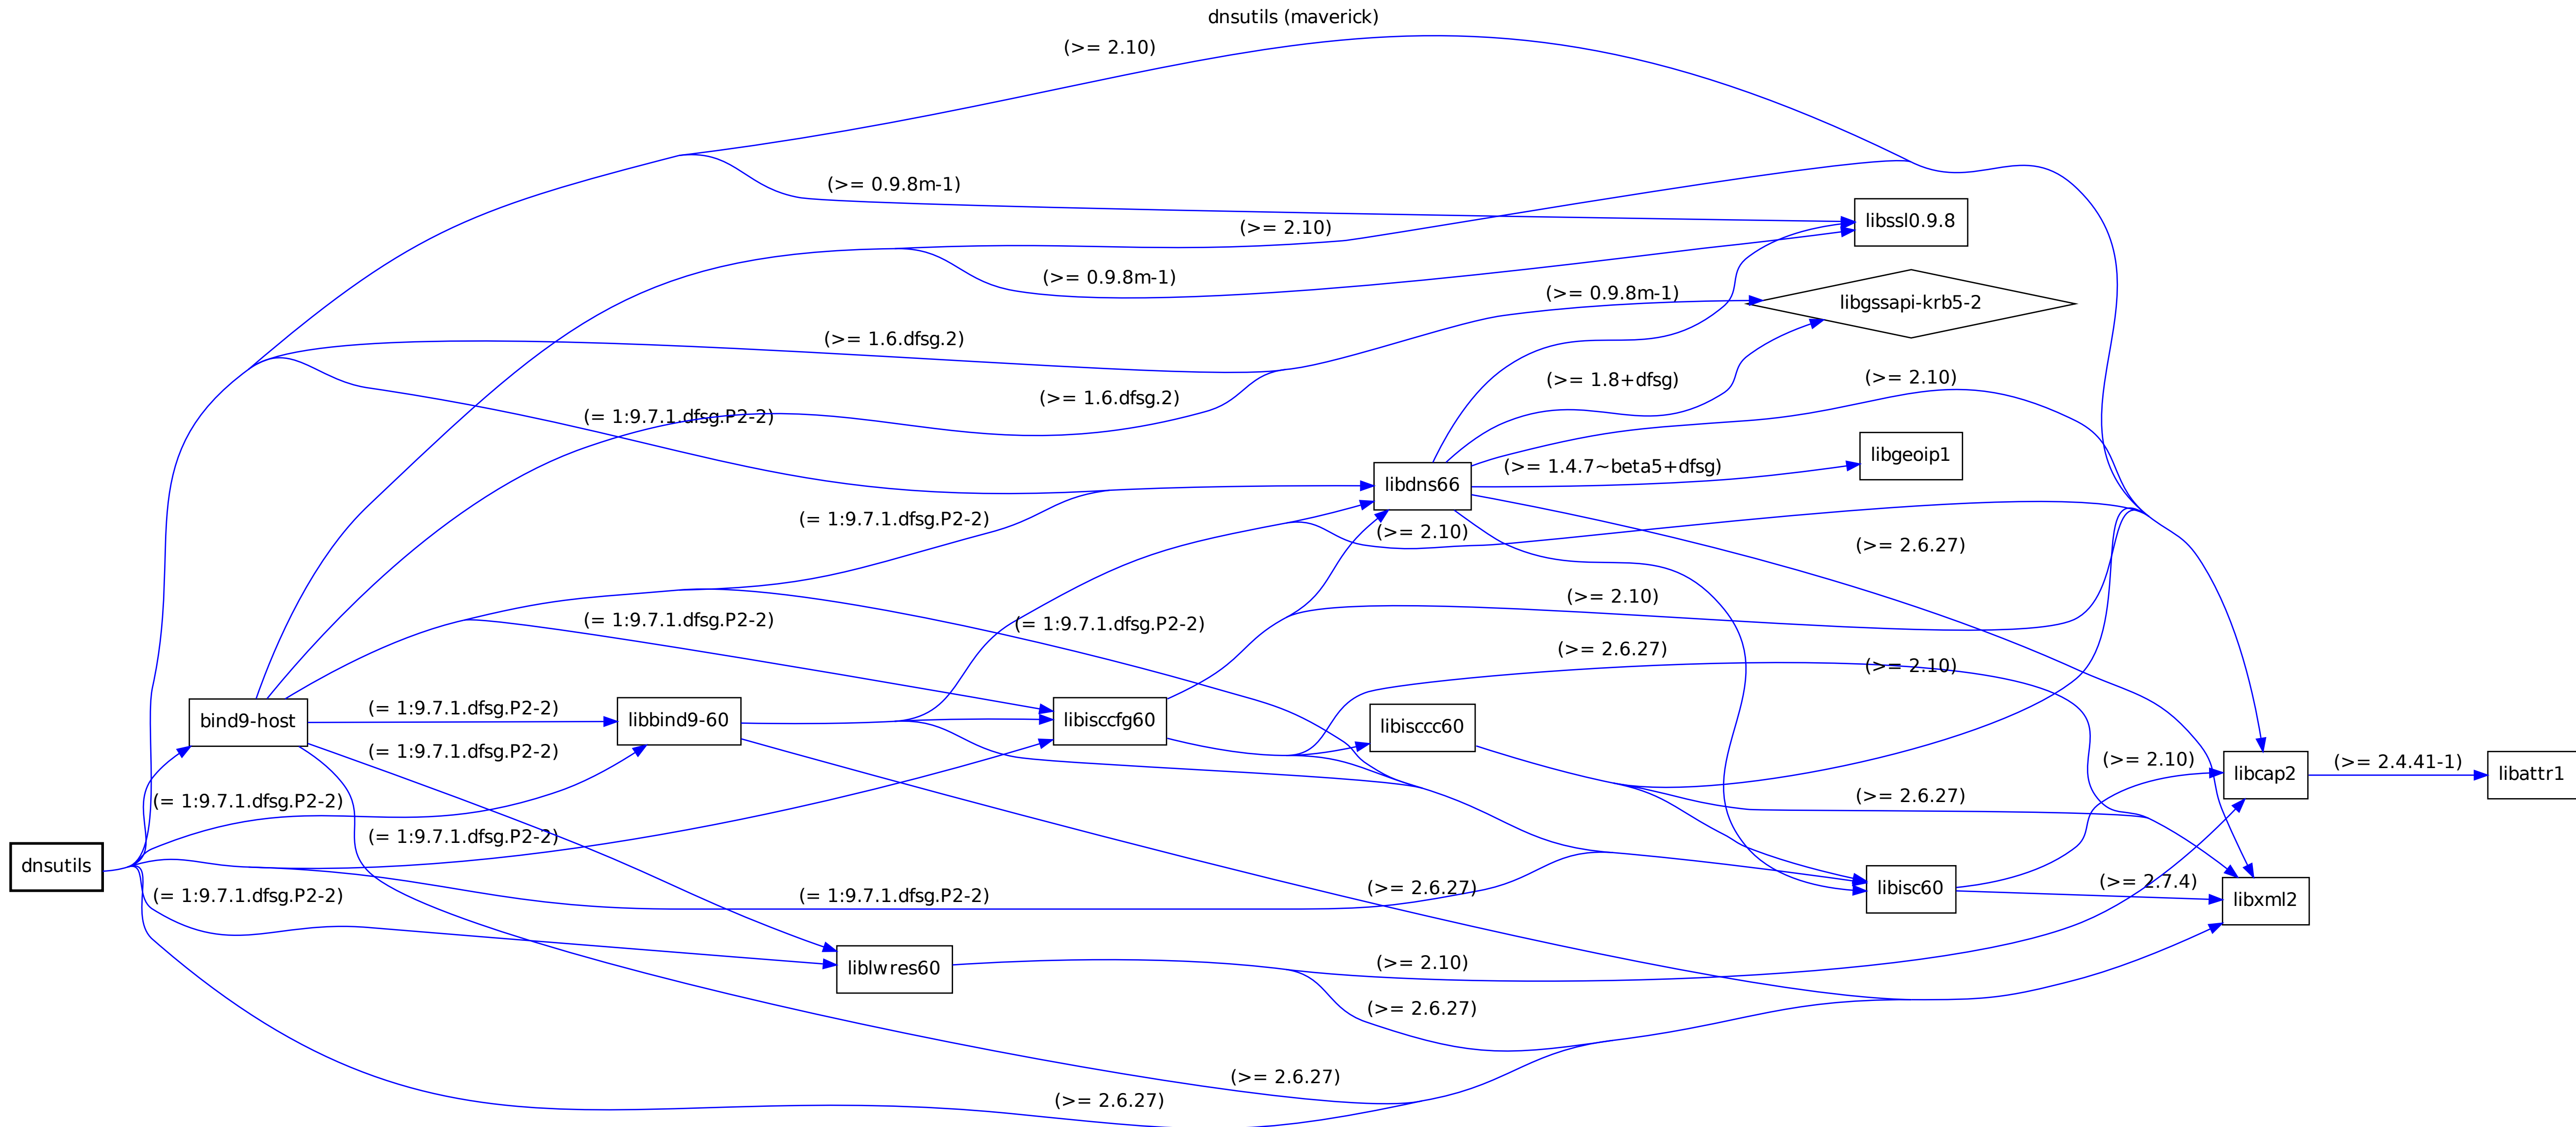 dnsutils (maverick)
(>= 2.10)
(>= 0.9.8m-1)
libssl0.9.8
(>= 2.10)
(>= 0.9.8m-1)
(>= 0.9.8m-1)
libgssapi-krb5-2
(>= 1.6.dfsg.2)
(>= 1.8+dfsg)
(>= 2.10)
(>= 1.6.dfsg.2)
(= 1:9.7.1.dfsg.P2-2)
libgeoip1
(>= 1.4.7~beta5+dfsg)
libdns66
(= 1:9.7.1.dfsg.P2-2)
(>= 2.10)
(>= 2.6.27)
(>= 2.10)
(= 1:9.7.1.dfsg.P2-2)
(= 1:9.7.1.dfsg.P2-2)
(>= 2.6.27)
(>= 2.10)
(= 1:9.7.1.dfsg.P2-2)
bind9-host
libbind9-60
libisccfg60
libisccc60
(= 1:9.7.1.dfsg.P2-2)
(>= 2.10)
(>= 2.4.41-1)
libcap2
libattr1
(= 1:9.7.1.dfsg.P2-2)
(>= 2.6.27)
(= 1:9.7.1.dfsg.P2-2)
dnsutils
(>= 2.7.4)
(= 1:9.7.1.dfsg.P2-2)
(= 1:9.7.1.dfsg.P2-2)
(>= 2.6.27)
libisc60
libxml2
(>= 2.10)
liblwres60
(>= 2.6.27)
(>= 2.6.27)
(>= 2.6.27)